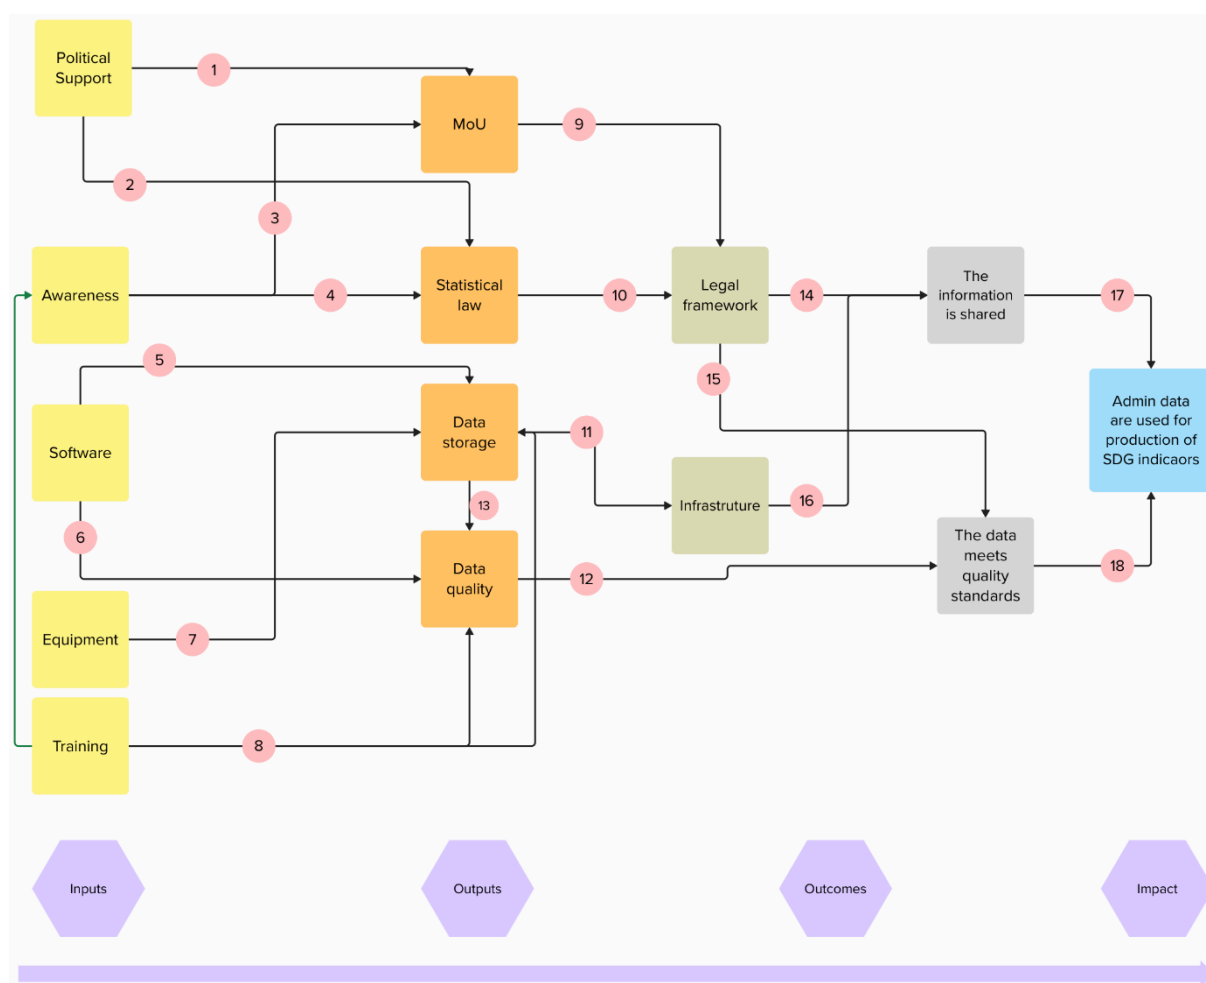 Political
Support
1
MoU
9
2
3
Awareness
4
Statistical
law
10
Legal
framework
14
The
information
is shared
17
5
15
Software
Data
storage
11
Admin data
are used for
production of
SDG indicaors
6
13
Infrastruture
16
Data
quality
12
The data
meets
quality
standards
18
Equipment
7
Training
8
Inputs
Outputs
Outcomes
Impact